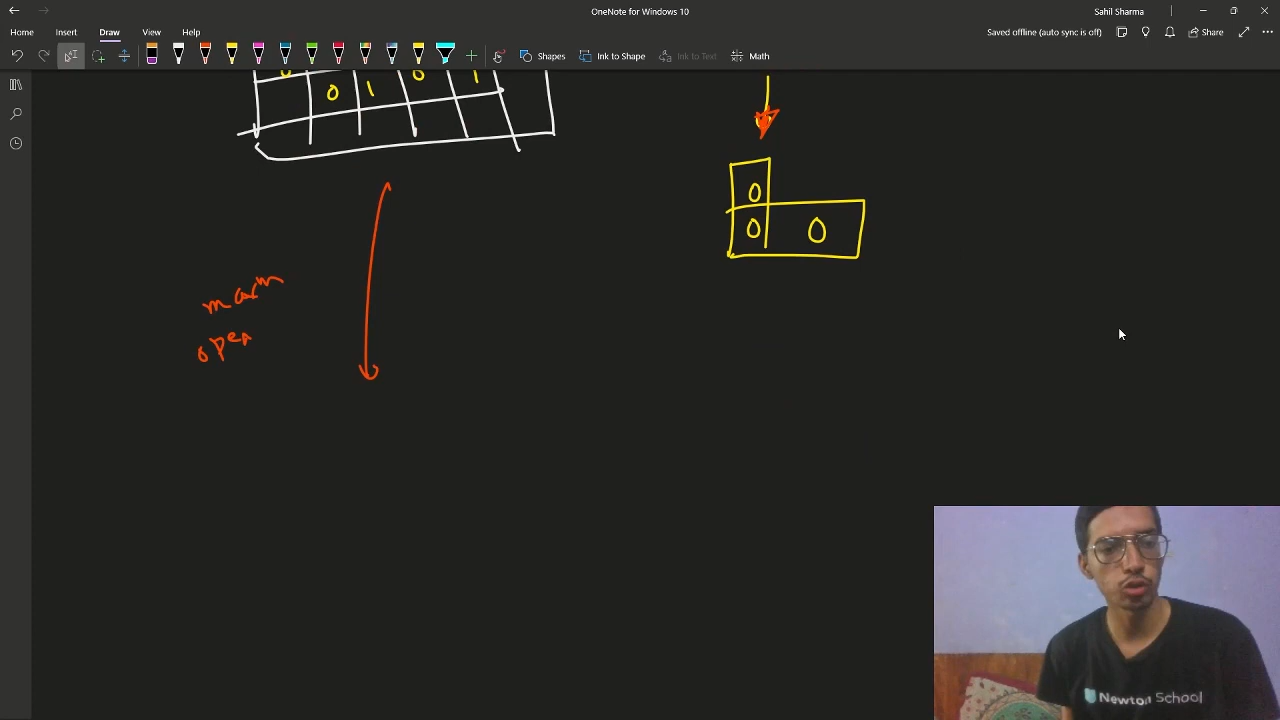 OneNote for Windows 10
Sahil Sharma
Home Insert Draw View Help
Saved offline (auto sync is off)
Shapes Ink to Shape Ink to Text Math
Share
0 0
0 1 1
0
0 0
oper
Newton School